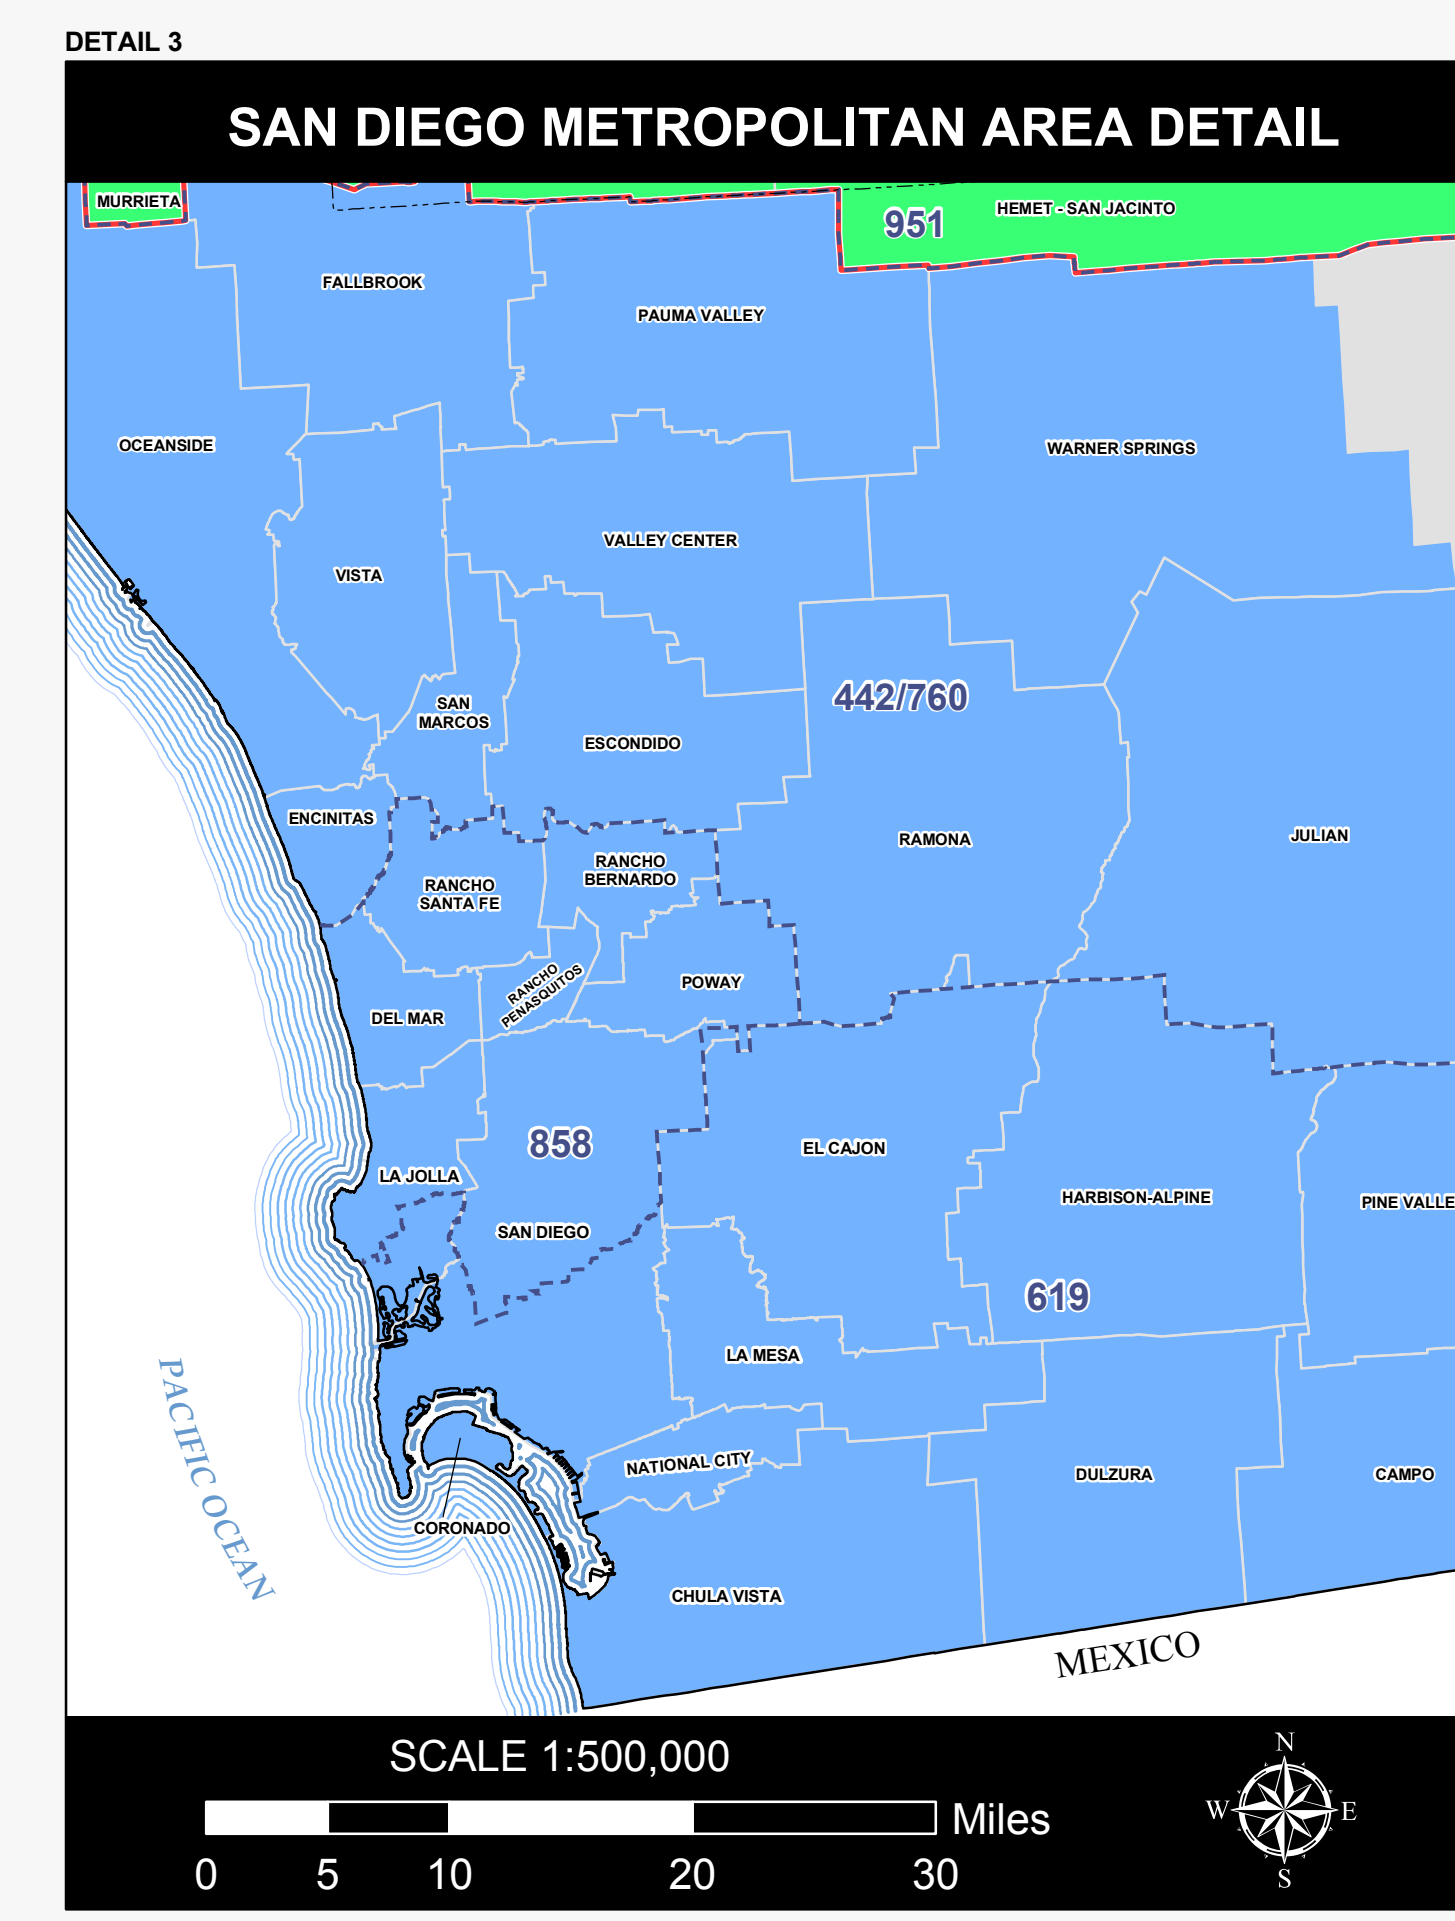 DETAIL 3
SAN DIEGO METROPOLITAN AREA DETAIL
MURRIETA
951
HEMET - SAN JACINTO
FALLBROOK
PAUMA VALLEY
OCEANSIDE
WARNER SPRINGS
VALLEY CENTER
VISTA
442/760
SAN
MARCOS
ESCONDIDO
ENCINITAS
RAMONA
JULIAN
RANCHO
BERNARDO
RANCHO
SANTA FE
RANCHO
PENASQUITOS
POWAY
DEL MAR
858
EL CAJON
LA JOLLA
HARBISON-ALPINE
PINE VALLE
SAN DIEGO
619
LA MESA
PACIFIC OCEAN
NATIONAL CITY
DULZURA
CAMPO
CORONADO
CHULA VISTA
MEXICO
SCALE 1:500,000
Miles
0 5 10 20 30
N
W E
S